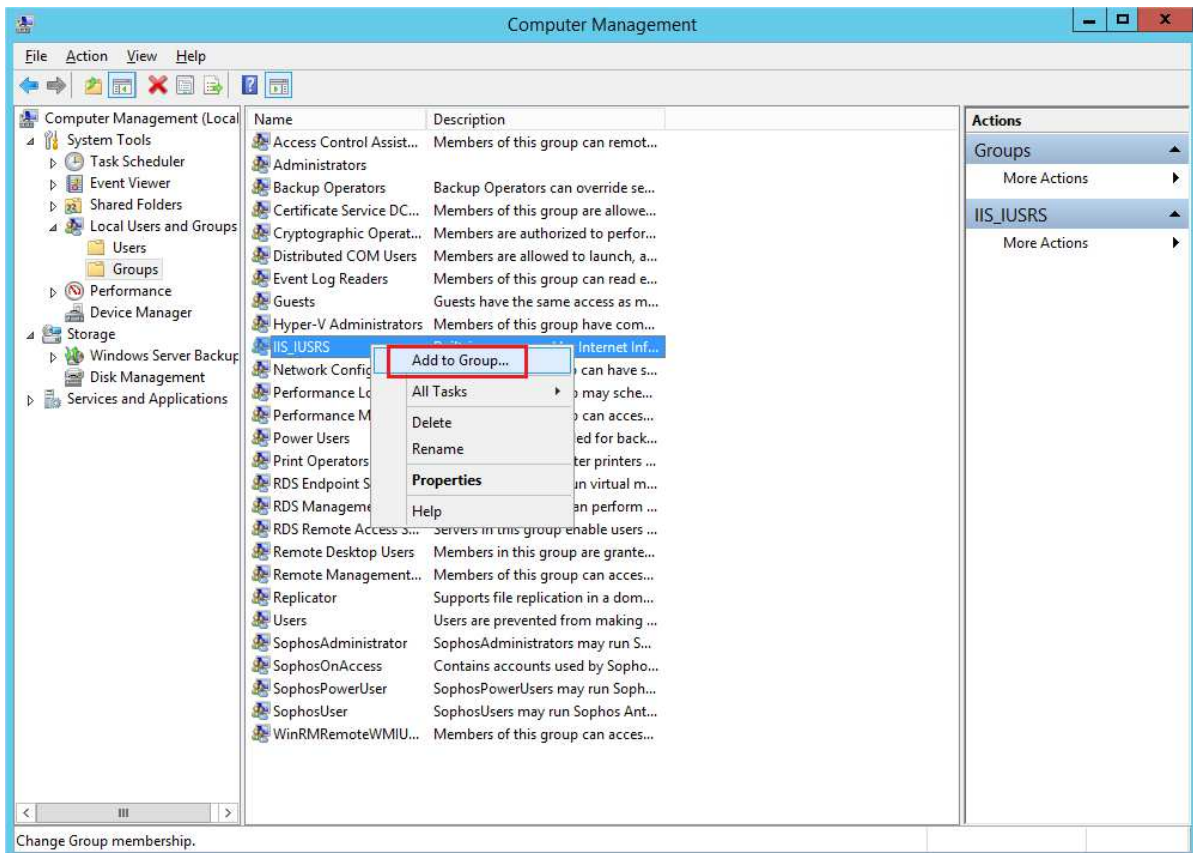 Computer Management
File Action View Help
Computer Management (Local
System Tools
Task Scheduler
Event Viewer
Shared Folders
Local Users and Groups
Users
Groups
Performance
Device Manager
Storage
Windows Server Backup
Disk Management
Services and Applications
Name Description
Access Control Assist... Members of this group can remot...
Administrators
Backup Operators Backup Operators can override se...
Certificate Service DC... Members of this group are allowe...
Cryptographic Operat... Members are authorized to perfor...
Distributed COM Users Members are allowed to launch, a...
Event Log Readers Members of this group can read e...
Guests Guests have the same access as m...
Hyper-V Administrators Members of this group have com...
IIS_IUSRS Internet Inf...
Network Config can have s...
Performance Lo may sche...
Performance M can acces...
Power Users ed for back...
Print Operators ter printers ...
RDS Endpoint S un virtual m...
RDS Manageme an perform ...
RDS Remote Access S... Servers in this group enable users ...
Remote Desktop Users Members in this group are grante...
Remote Management... Members of this group can acces...
Replicator Supports file replication in a dom...
Users Users are prevented from making ...
SophosAdministrator SophosAdministrators may run S...
SophosOnAccess Contains accounts used by Sopho...
SophosPowerUser SophosPowerUsers may run Soph...
SophosUser SophosUsers may run Sophos Ant...
WinRMRemoteWMIU... Members of this group can acces...
Add to Group...
All Tasks
Delete
Rename
Properties
Help
Actions
Groups
More Actions
IIS_IUSRS
More Actions
Change Group membership.